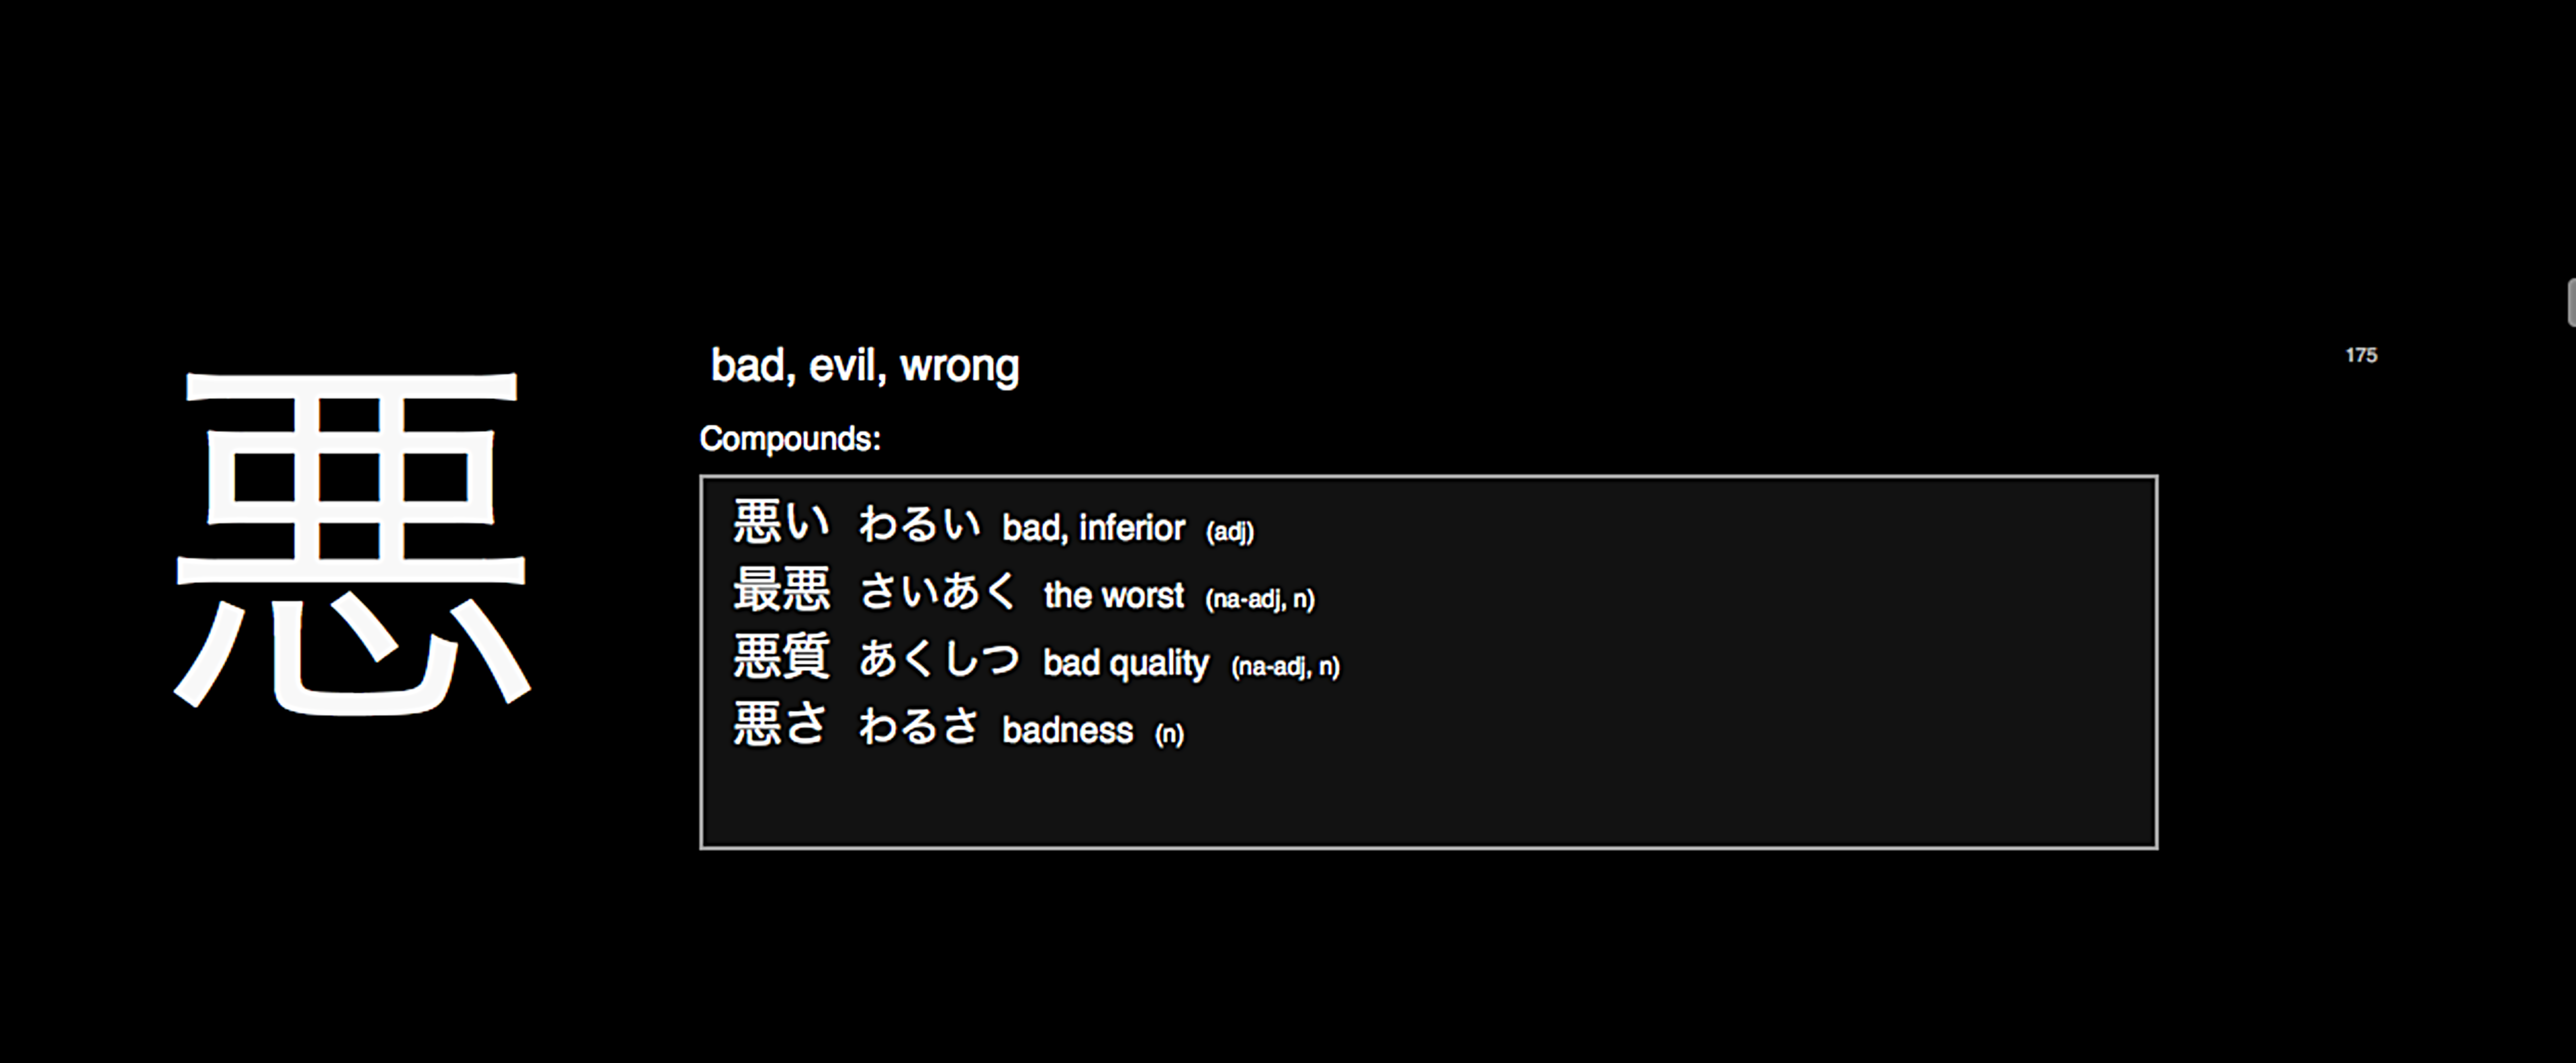 悪
bad, evil, wrong
175
Compounds:
悪い わるい bad, inferior (adj)
最悪 さいあく the worst (na-adj, n)
悪質 あくしつ bad quality (na-adj, n)
悪さ わるさ badness (n)